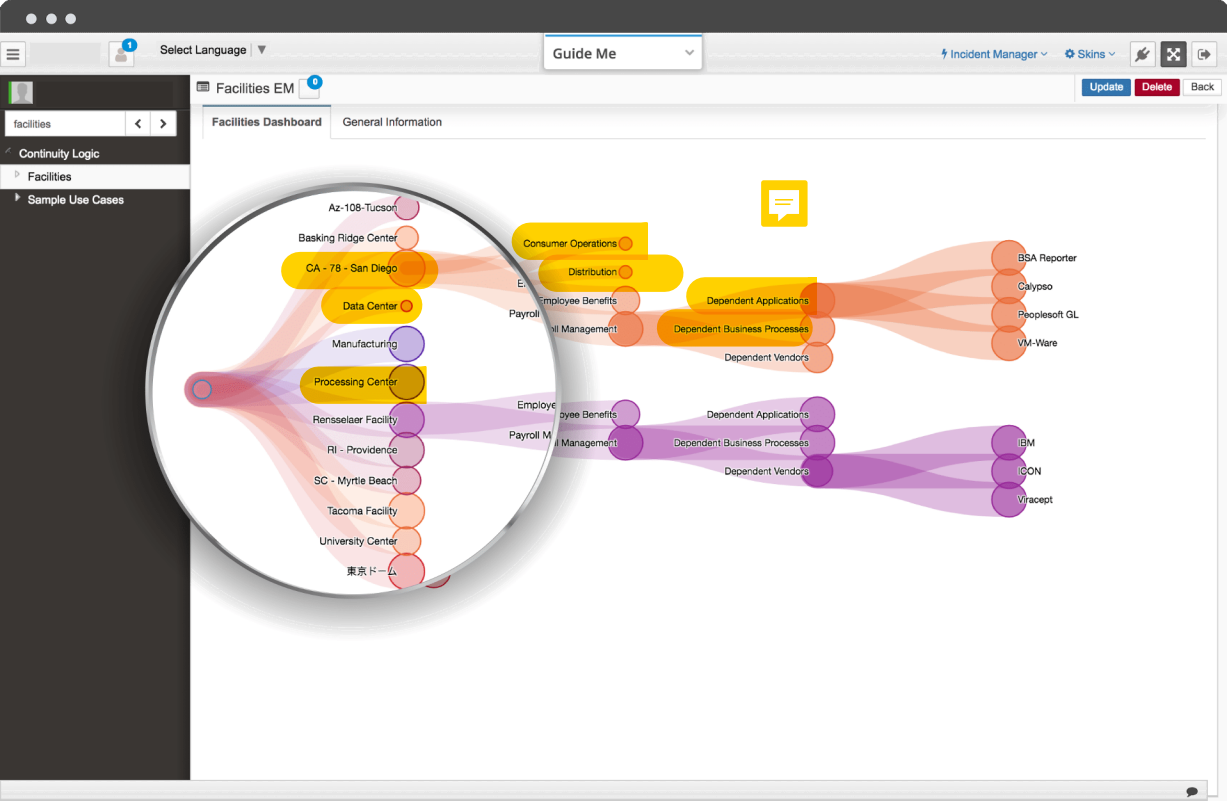 1
Select Language ▼
Guide Me
Incident Manager
Skins
Facilities EM
0
Update
Delete
Back
facilities
Facilities Dashboard
General Information
Continuity Logic
Facilities
Sample Use Cases
Az-108-Tucson
Basking Ridge Center
CA - 78 - San Diego
Data Center
Manufacturing
Processing Center
Rensselaer Facility
RI - Providence
SC - Myrtle Beach
Tacoma Facility
University Center
東京ドーム
Consumer Operations
Distribution
Employee Benefits
Payroll
Management
Dependent Applications
Dependent Business Processes
Dependent Vendors
BSA Reporter
Calypso
Peoplesoft GL
VM-Ware
Benefits
Payroll
Management
Dependent Applications
Dependent Business Processes
Dependent Vendors
IBM
ICON
Viracept